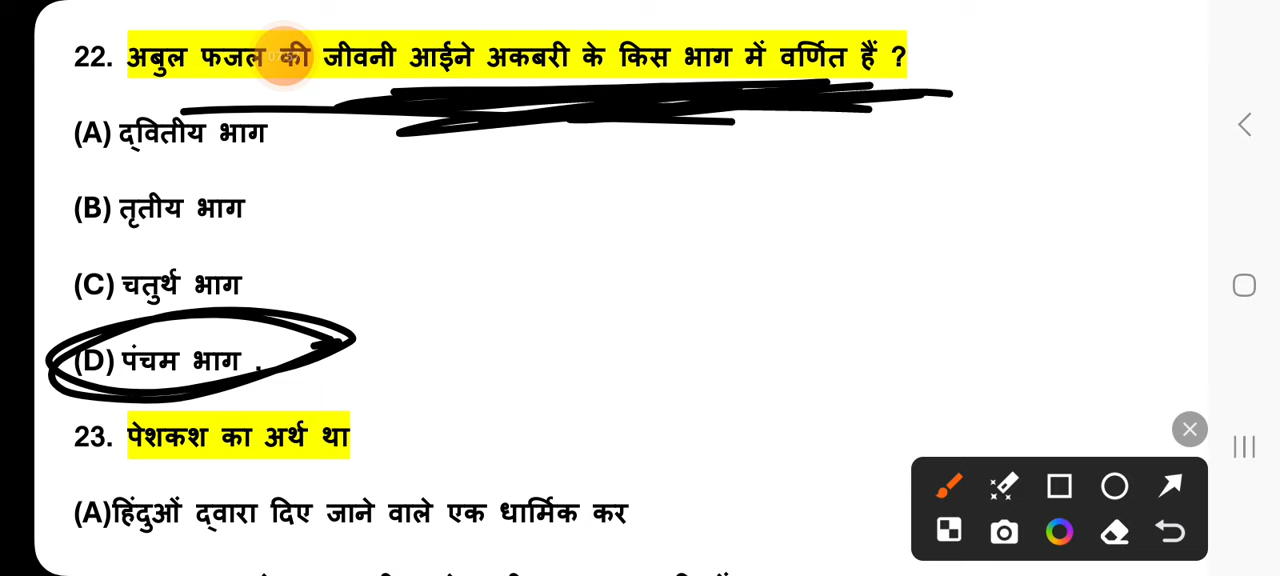 22. अबुल फजल की जीवनी आईने अकबरी के किस भाग में वर्णित हैं ?
(A) द्वितीय भाग
(B) तृतीय भाग
(C) चतुर्थ भाग
(D) पंचम भाग .
23. पेशकश का अर्थ था
(A)हिंदुओं द्वारा दिए जाने वाले एक धार्मिक कर